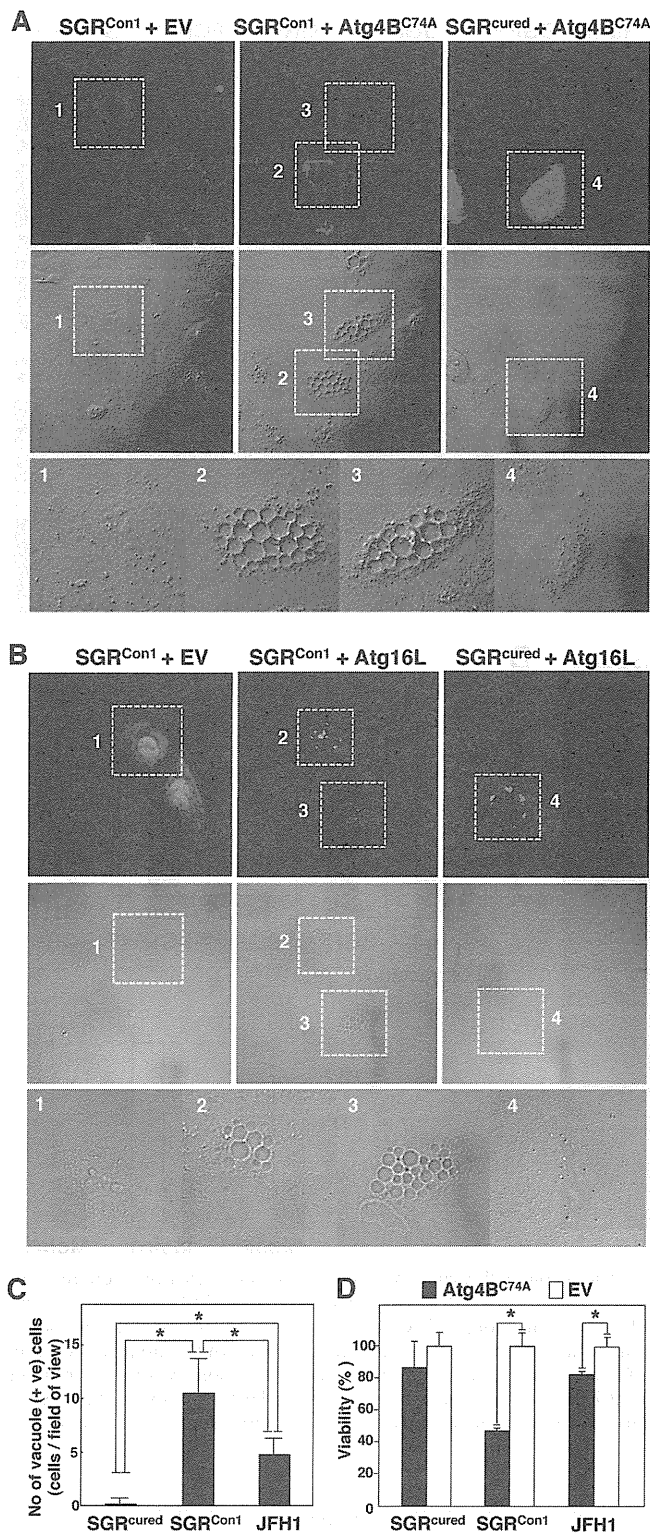 A
SGRCon1 + EV SGRCon1 + Atg4BC74A SGRcured + Atg4BC74A
1
3
2
4
1
3
2
4
1 2 3 4
B
SGRCon1 + EV SGRCon1 + Atg16L SGRcured + Atg16L
1
2
3
4
1
2
3
4
1 2 3 4
C
No of vacuole (+ ve) cells
(cells / field of view)
15
10
5
0
* * *
SGRcured SGRCon1 JFH1
D
Atg4BC74A EV
Viability (%)
100
80
60
40
20
0
* *
SGRcured SGRCon1 JFH1